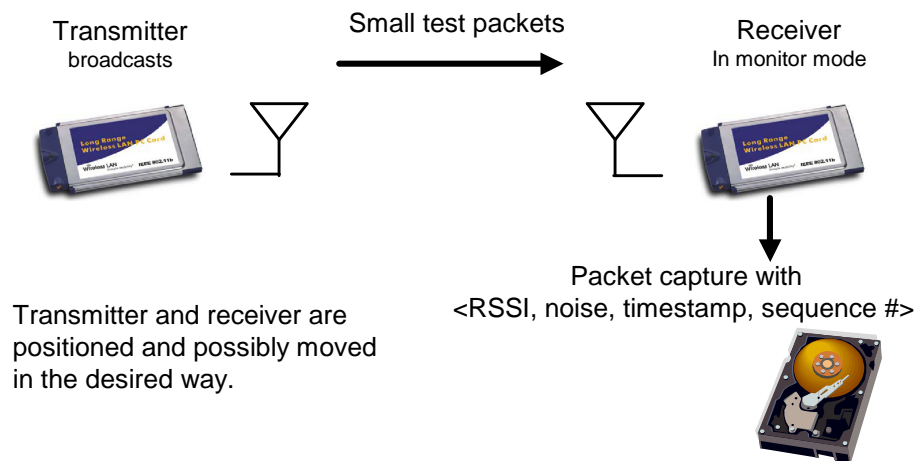 Transmitter
broadcasts
Small test packets
Receiver
In monitor mode
Long Range
Wireless LAN PC Card
Wireless LAN
IEEE 802.11b
Long Range
Wireless LAN PC Card
Wireless LAN
IEEE 802.11b
Packet capture with
<RSSI, noise, timestamp, sequence #>
Transmitter and receiver are
positioned and possibly moved
in the desired way.